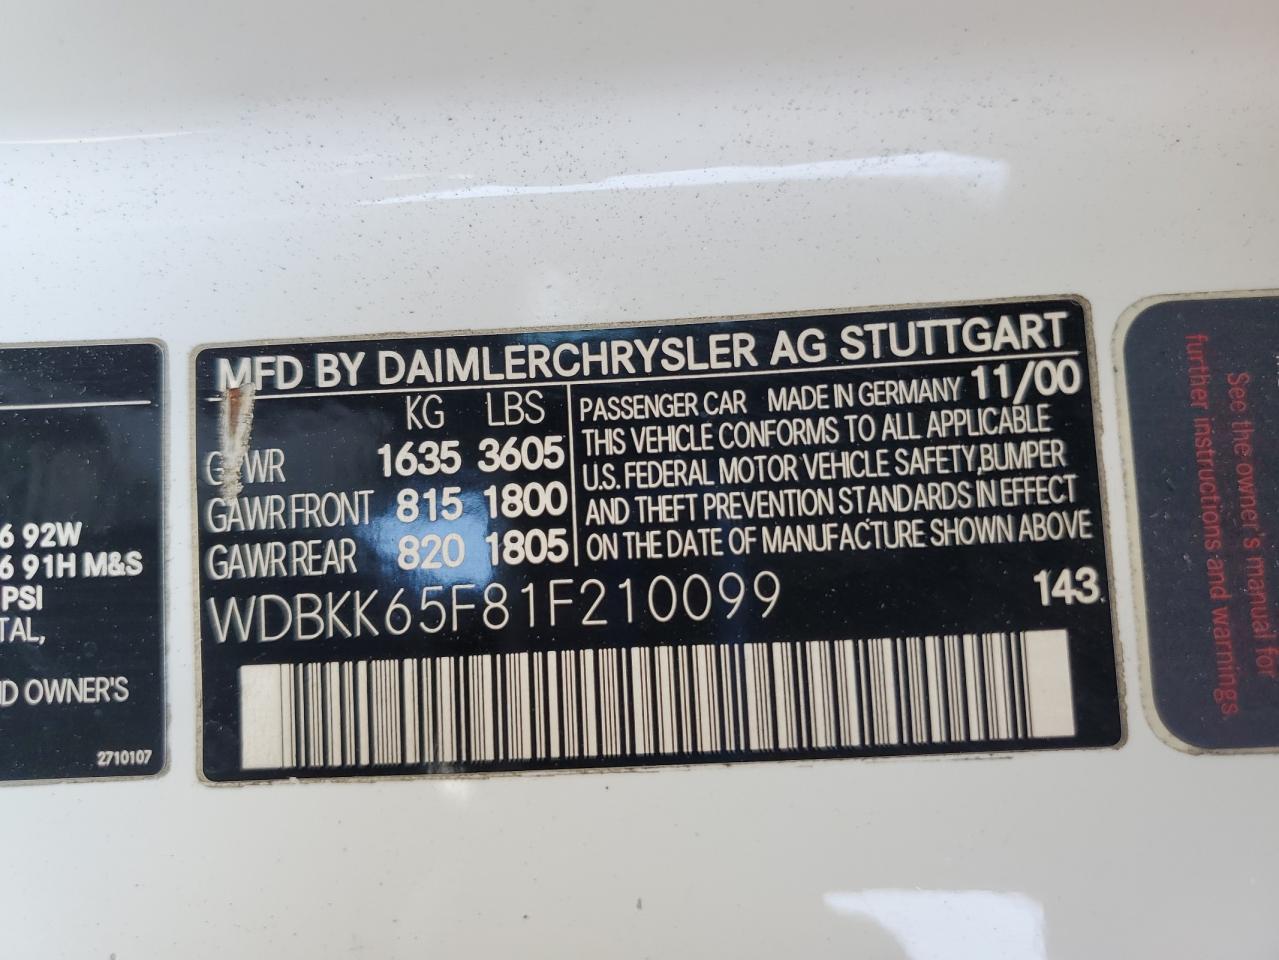 MFD BY DAIMLERCHRYSLER AG STUTTGART
KG LBS
GVWR 1635 3605
GAWR FRONT 815 1800
GAWR REAR 820 1805
PASSENGER CAR MADE IN GERMANY 11/00
THIS VEHICLE CONFORMS TO ALL APPLICABLE
U.S. FEDERAL MOTOR VEHICLE SAFETY, BUMPER
AND THEFT PREVENTION STANDARDS IN EFFECT
ON THE DATE OF MANUFACTURE SHOWN ABOVE
WDBKK65F81F210099 143
6 92W
6 91H M&S
PSI
TAL,
D OWNER'S
2710107
See the owner's manual for
further instructions and warnings.